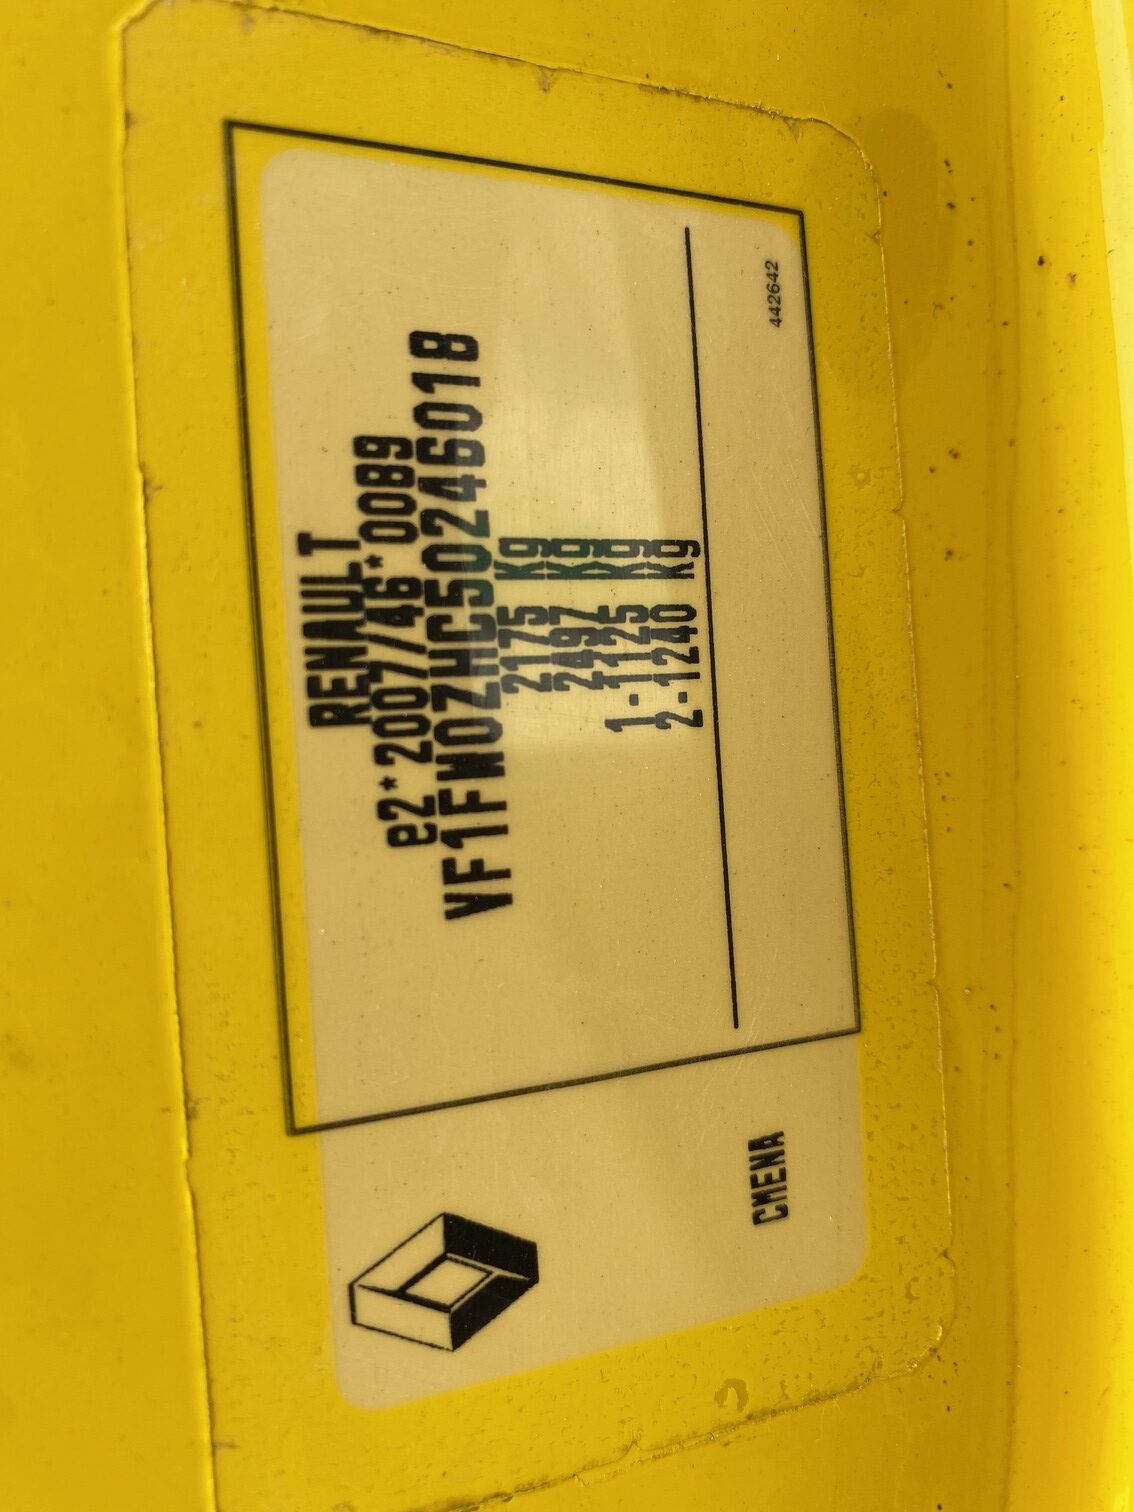 RENAULT
e2*2007/46*0089
VF1FW0ZHC50246018
2175 Kg
2497 Kg
1-1125 Kg
2-1240 Kg
442642
CMENA